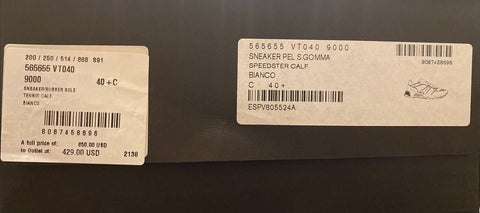 200 / 250 / 514 / 888 S91
565655 VT040
9000 40+C
SNEAKER/RUBBER SOLE
TENNIS CALF
BIANCO
8087458696
A full price of: 850.00 USD
to Outlet at: 429.00 USD 2138
565655 VT040 9000
SNEAKER PEL S.GOMMA
SPEEDSTER CALF
BIANCO
C 40+
ESPV805524A
8087458696